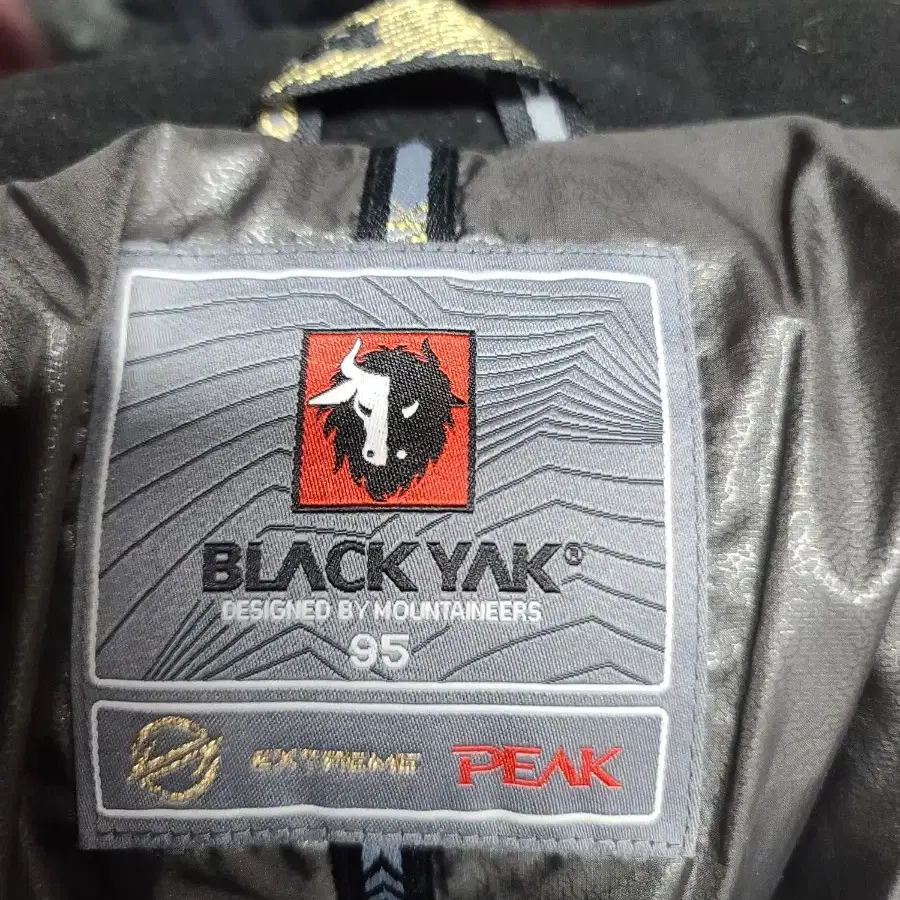 BLACK YAK®
DESIGNED BY MOUNTAINEERS
95
EXTREME PEAK